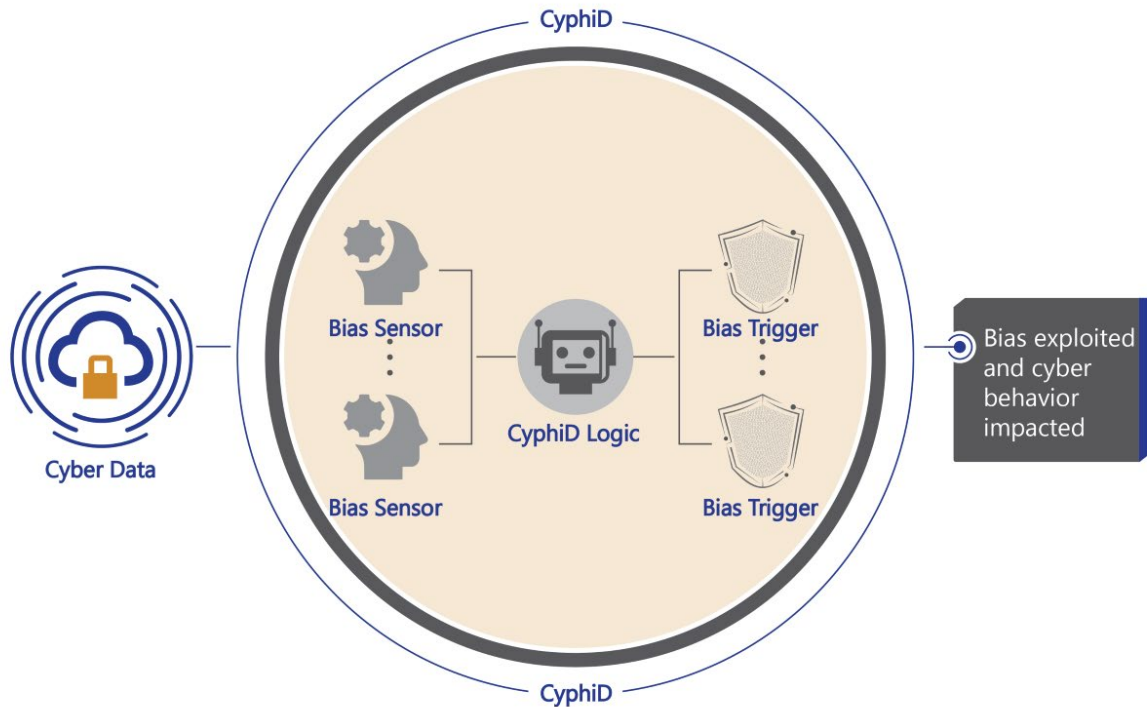 CyphiD
Bias Sensor
Bias Trigger
Bias exploited
and cyber
behavior
impacted
CyphiD Logic
Cyber Data
Bias Sensor
Bias Trigger
CyphiD